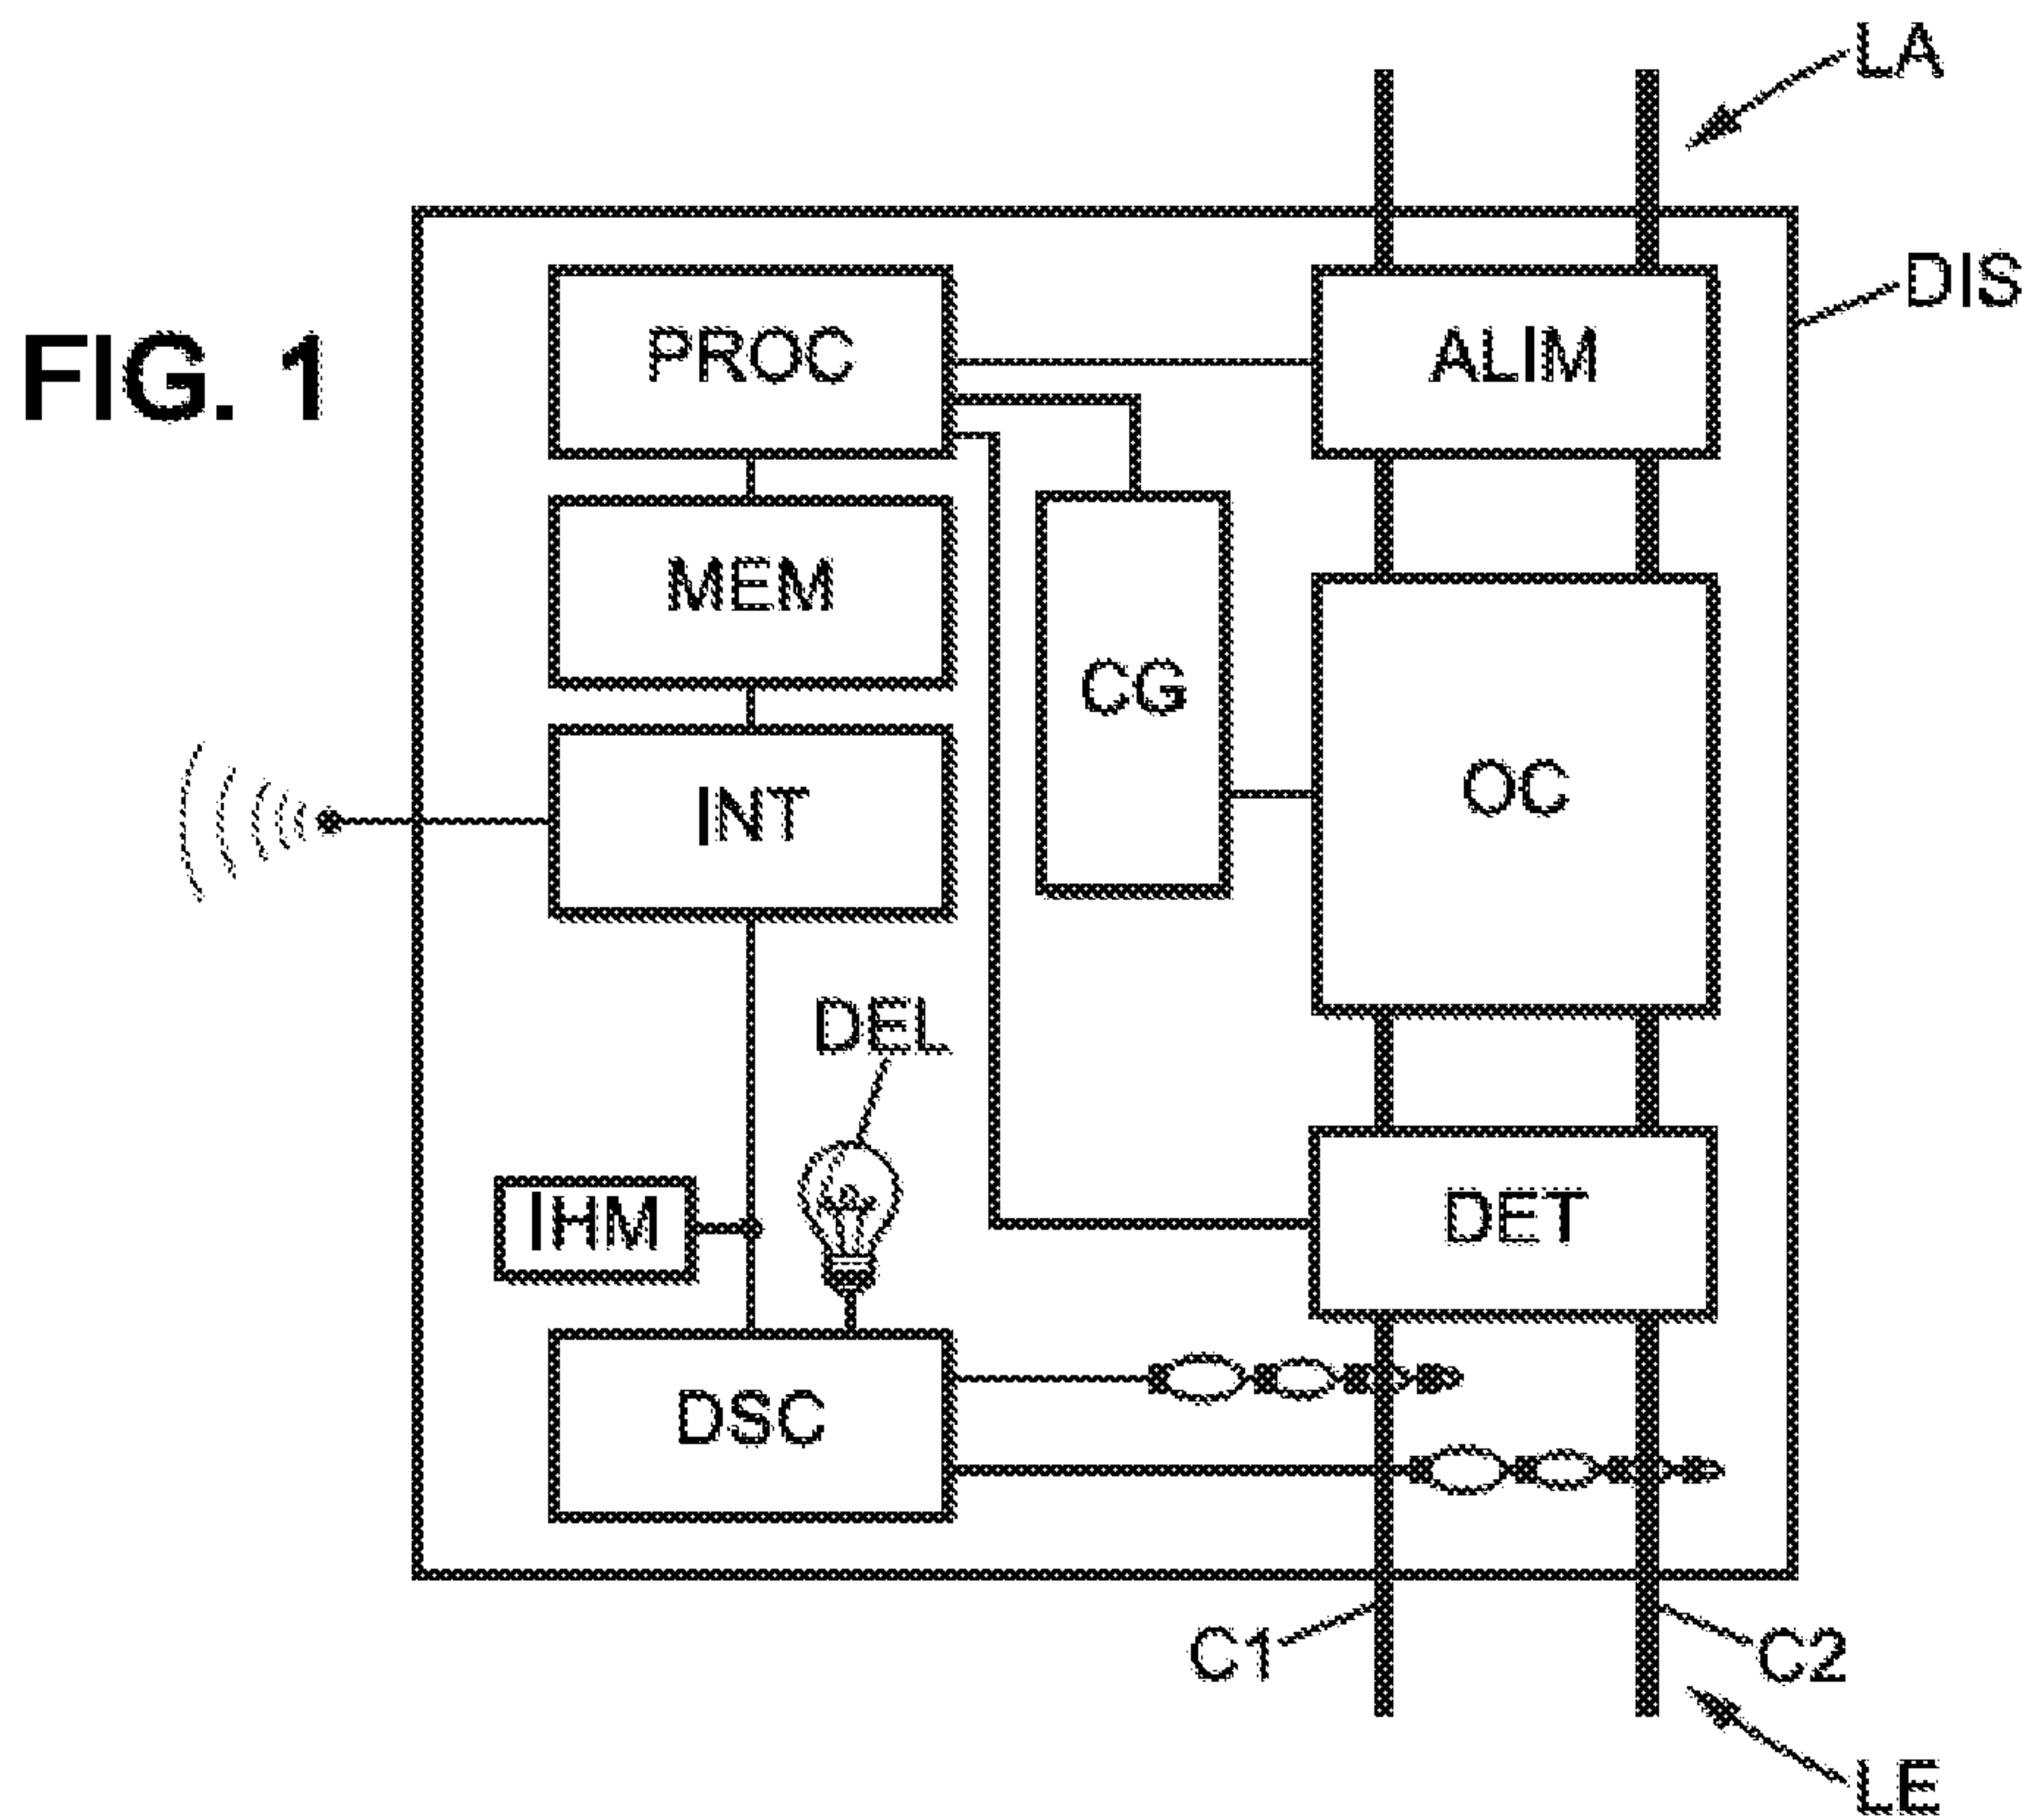 LA
DIS
FIG. 1
PROC
ALIM
MEM
CG
INT
OC
DEL
IHM
DET
DSC
C1
C2
LE